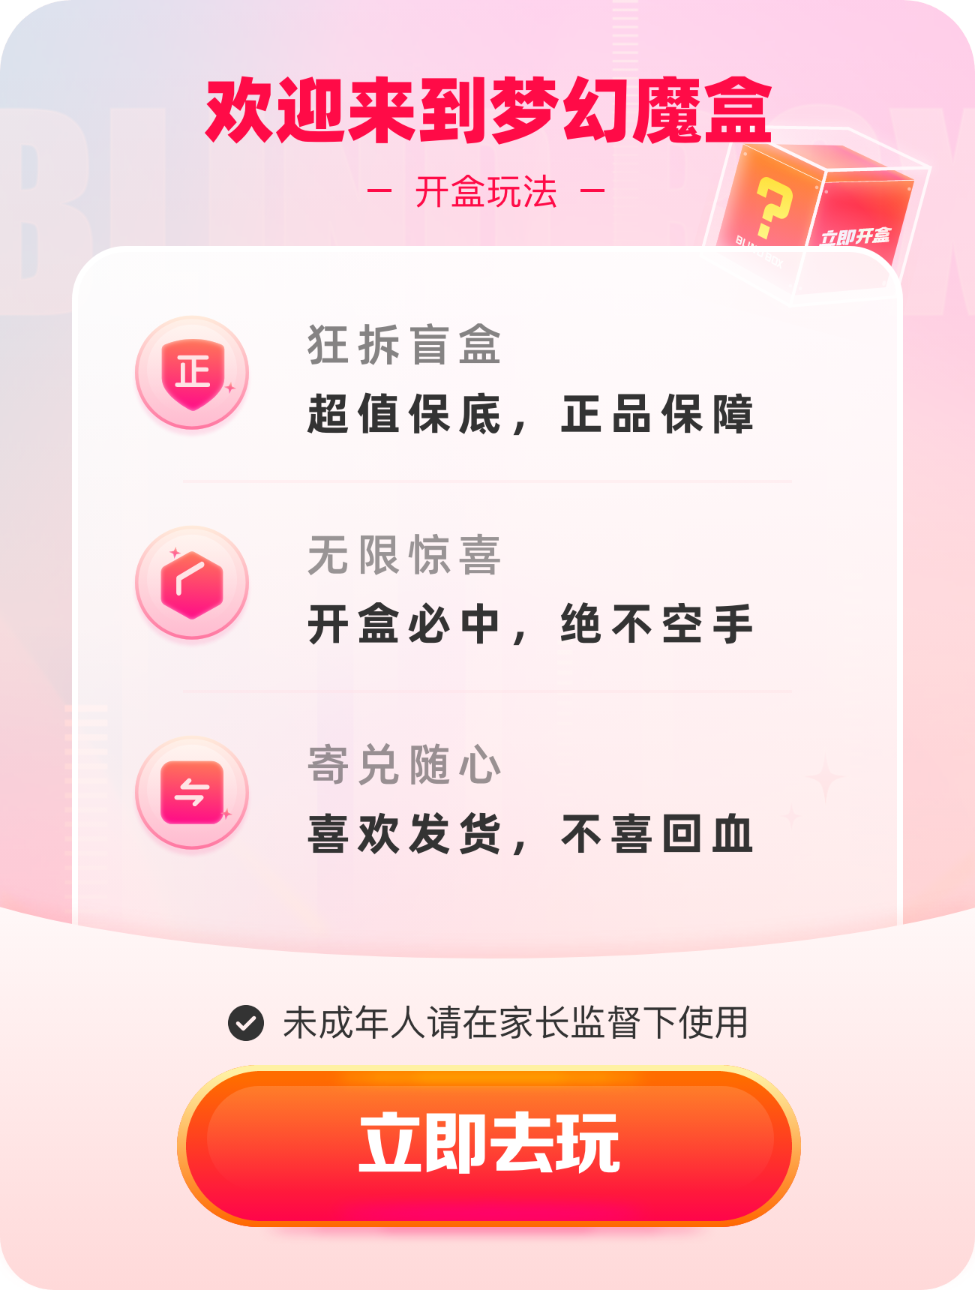 欢迎来到梦幻魔盒
开盒玩法
?
立即开盒
正
狂拆盲盒
超值保底，正品保障
无限惊喜
开盒必中，绝不空手
寄兑随心
喜欢发货，不喜回血
未成年人请在家长监督下使用
立即去玩